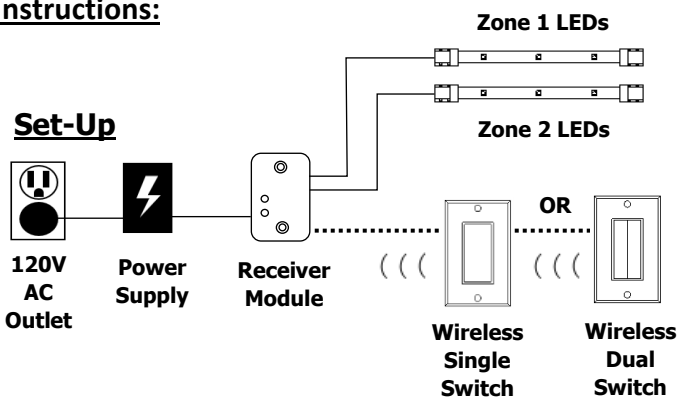 nstructions:
Zone 1 LEDs
Set-Up
Zone 2 LEDs
OR
120V
AC
Outlet
Power
Supply
Receiver
Module
Wireless
Single
Switch
Wireless
Dual
Switch